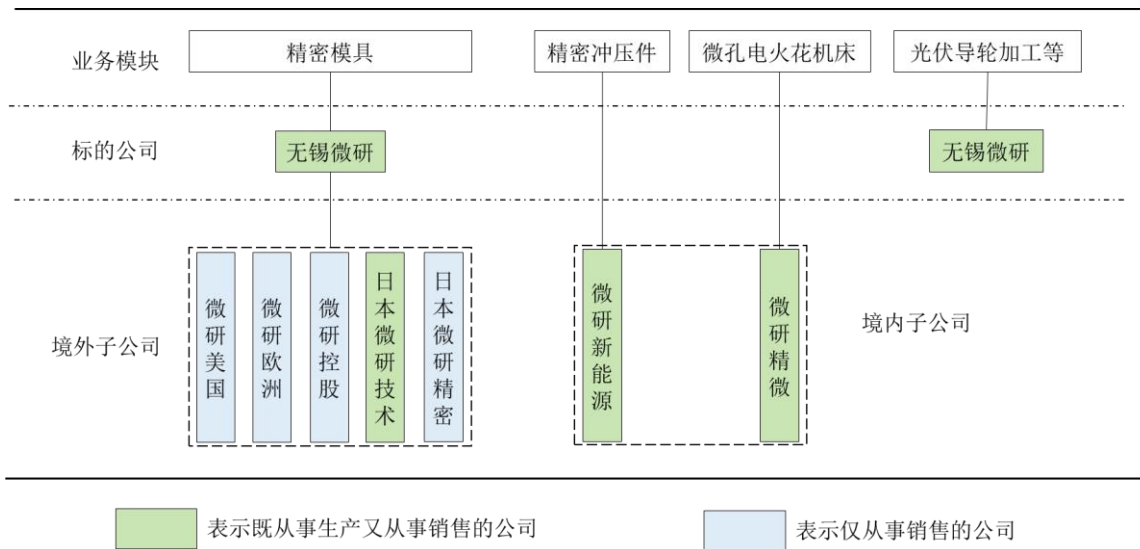 业务模块
精密模具
精密冲压件
微孔电火花机床
光伏导轮加工等
标的公司
无锡微研
无锡微研
境外子公司
微研美国
微研欧洲
微研控股
日本微研技术
日本微研精密
微研新能源
微研精微
境内子公司
表示既从事生产又从事销售的公司
表示仅从事销售的公司